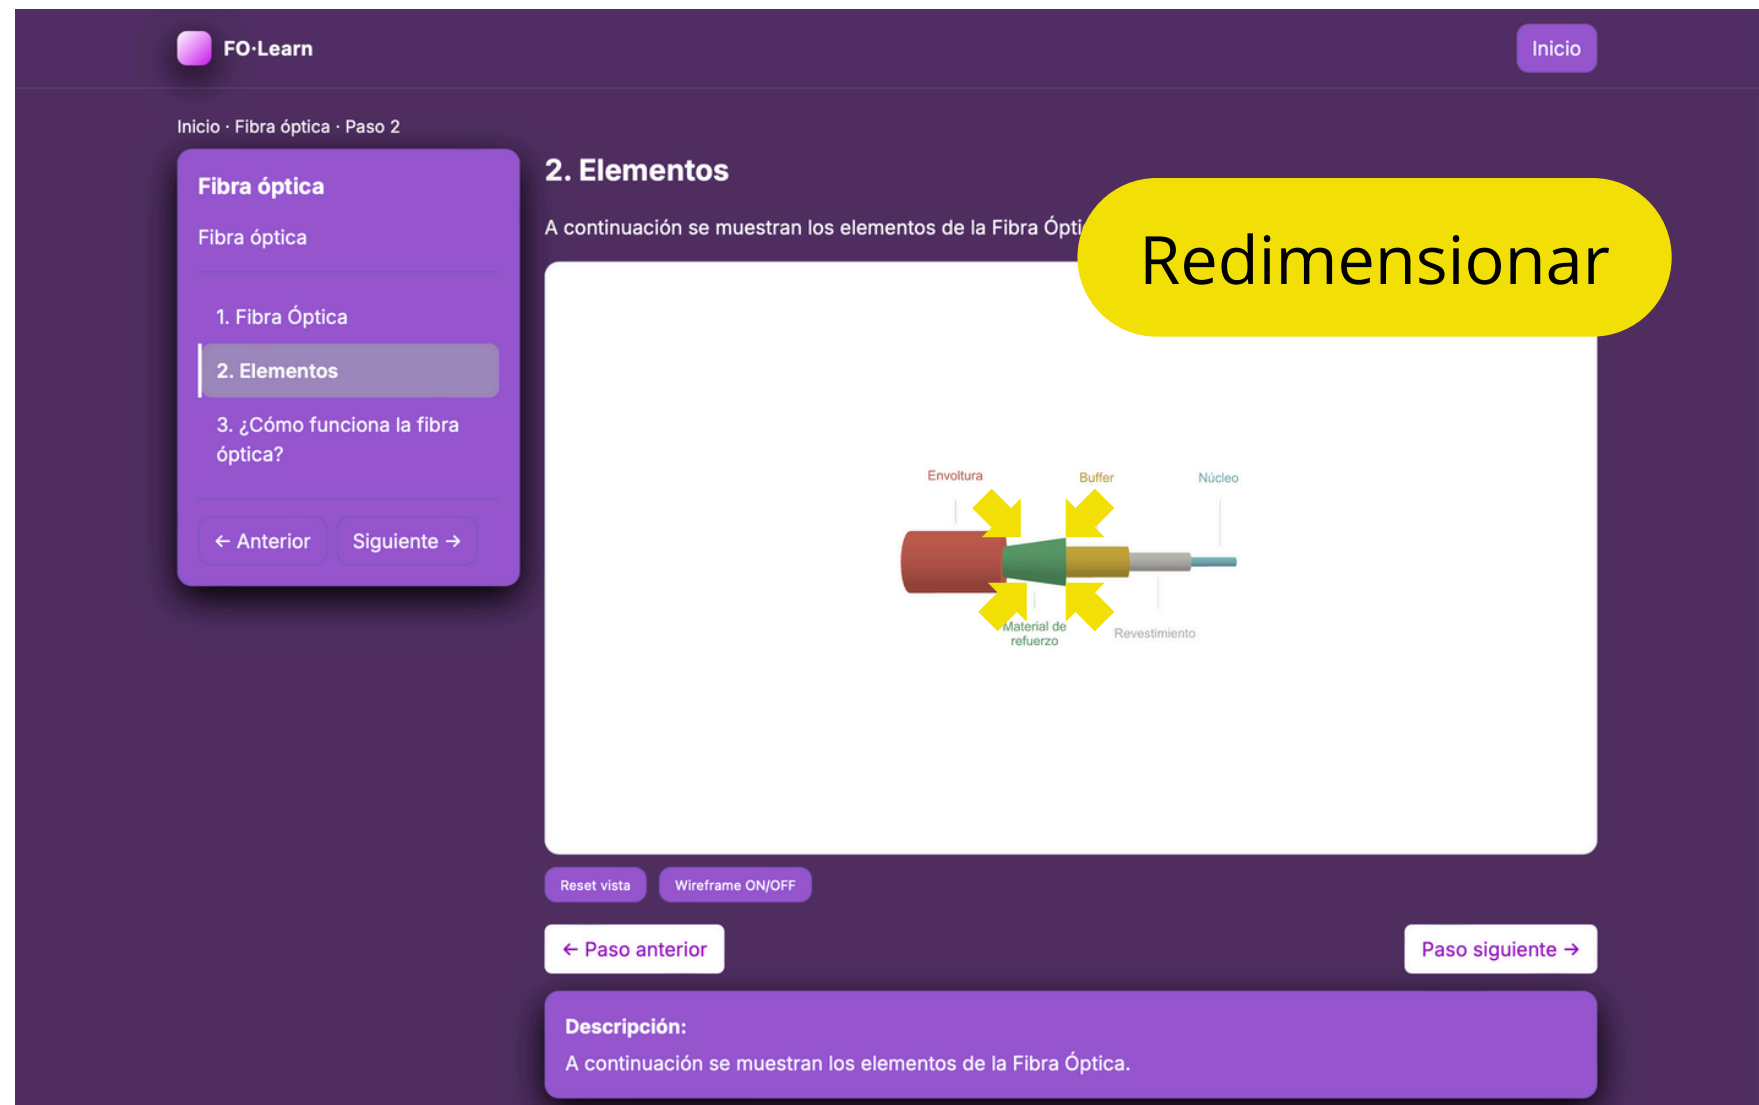 FO·Learn
Inicio
Inicio · Fibra óptica · Paso 2
Fibra óptica
Fibra óptica
1. Fibra Óptica
2. Elementos
3. ¿Cómo funciona la fibra
óptica?
← Anterior
Siguiente →
2. Elementos
A continuación se muestran los elementos de la Fibra
Redimensionar
Envoltura
Buffer
Núcleo
Material de
refuerzo
Revestimiento
Reset vista
Wireframe ON/OFF
← Paso anterior
Paso siguiente →
Descripción:
A continuación se muestran los elementos de la Fibra Óptica.